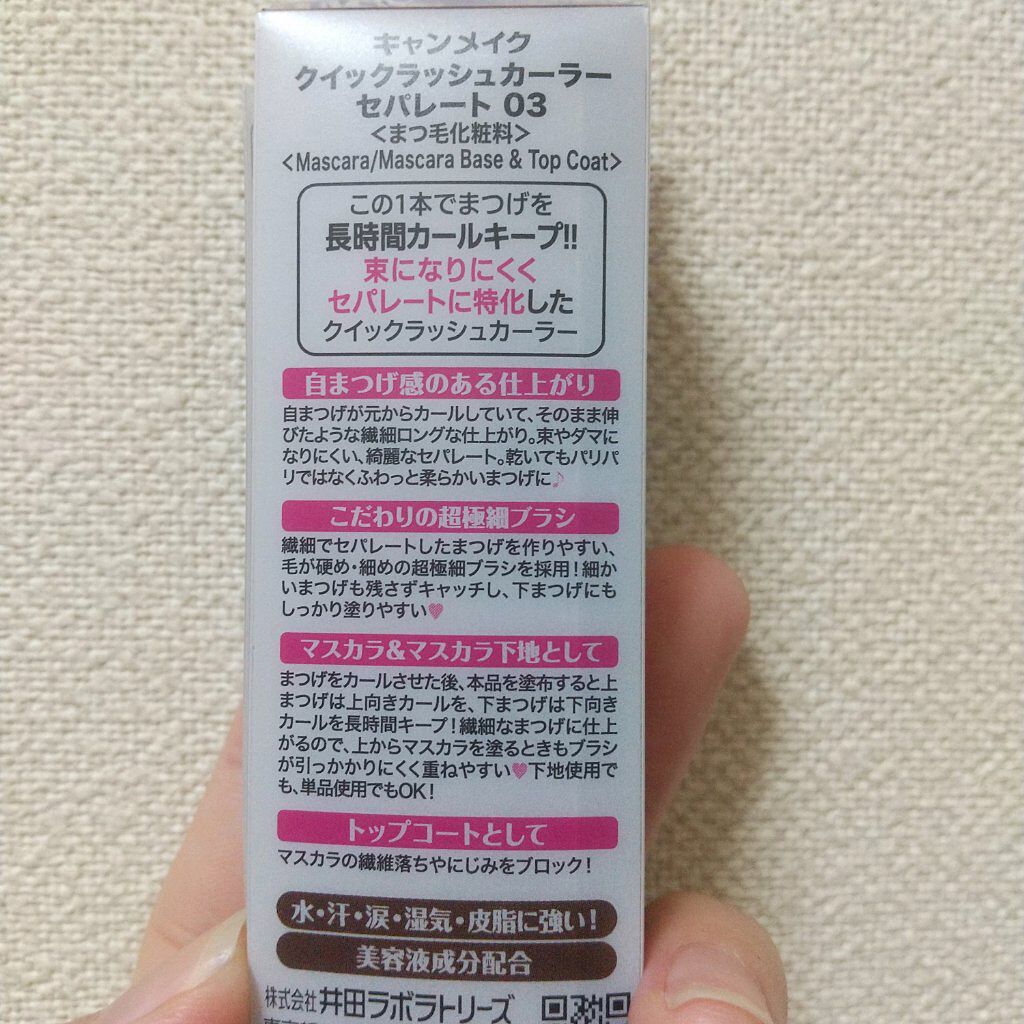 キャンメイク
クイックラッシュカーラー
セパレート 03
<まつ毛化粧料>
<Mascara/Mascara Base & Top Coat>
この1本でまつげを
長時間カールキープ!!
束になりにくく
セパレートに特化した
クイックラッシュカーラー
自まつげ感のある仕上がり
自まつげが元からカールしていて、そのまま伸
びたような繊細ロングな仕上がり。束やダマに
なりにくい、綺麗なセパレート。乾いてもパリパ
リではなくふわっと柔らかいまつげに♪
こだわりの超極細ブラシ
繊細でセパレートしたまつげを作りやすい、
毛が硬め・細めの超極細ブラシを採用!細か
いまつげも残さずキャッチし、下まつげにも
しっかり塗りやすい♥
マスカラ&マスカラ下地として
まつげをカールさせた後、本品を塗布すると上
まつげは上向きカールを、下まつげは下向き
カールを長時間キープ!繊細なまつげに仕上
がるので、上からマスカラを塗るときもブラシ
が引っかかりにくく重ねやすい♥下地使用で
も、単品使用でもOK!
トップコートとして
マスカラの繊維落ちやにじみをブロック!
水・汗・涙・湿気・皮脂に強い!
美容液成分配合
株式会社 井田ラボラトリーズ